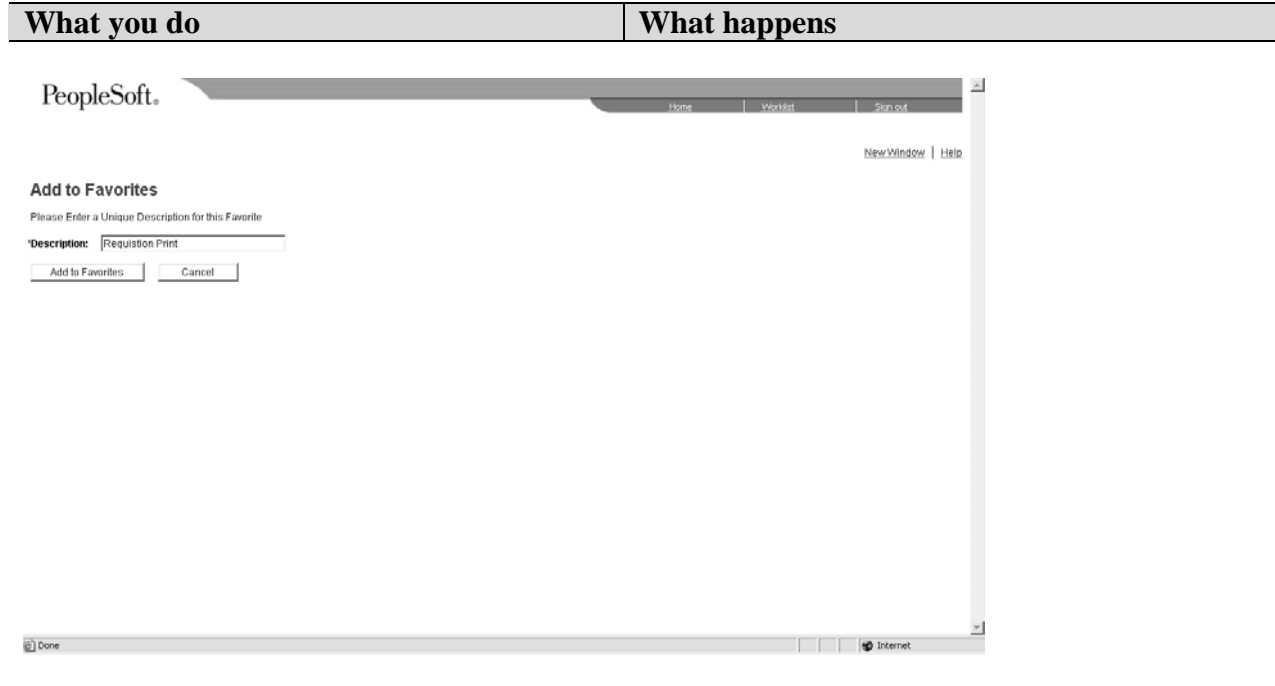 What you do What happens
PeopleSoft®
Home Worklist Sign out
New Window | Help
Add to Favorites
Please Enter a Unique Description for this Favorite
*Description: Requistion Print
Add to Favorites Cancel
Done Internet